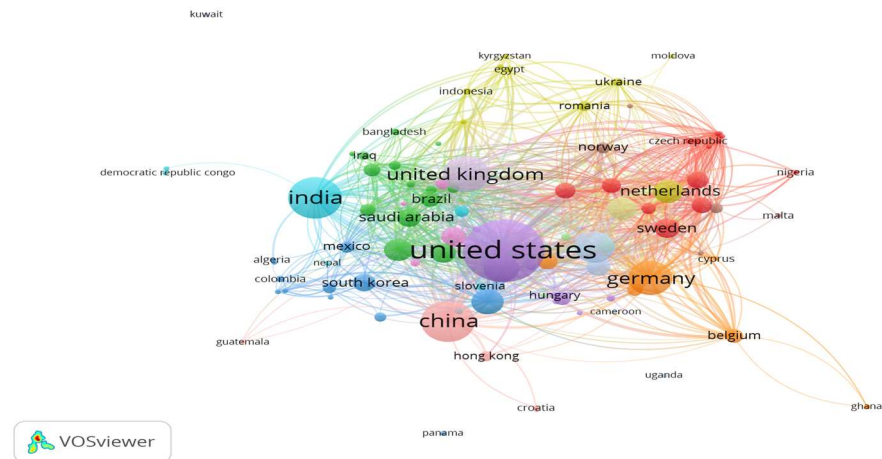 kuwait
kyrgyzstan
moldova
egypt
ukraine
indonesia
romania
bangladesh
czech republic
norway
iraq
democratic republic congo
united kingdom
nigeria
india
brazil
netherlands
saudi arabia
malta
sweden
mexico
united states
algeria
nepal
cyprus
colombia
south korea
slovenia
germany
hungary
china
cameroon
belgium
guatemala
hong kong
uganda
croatia
ghana
panama
VOSviewer